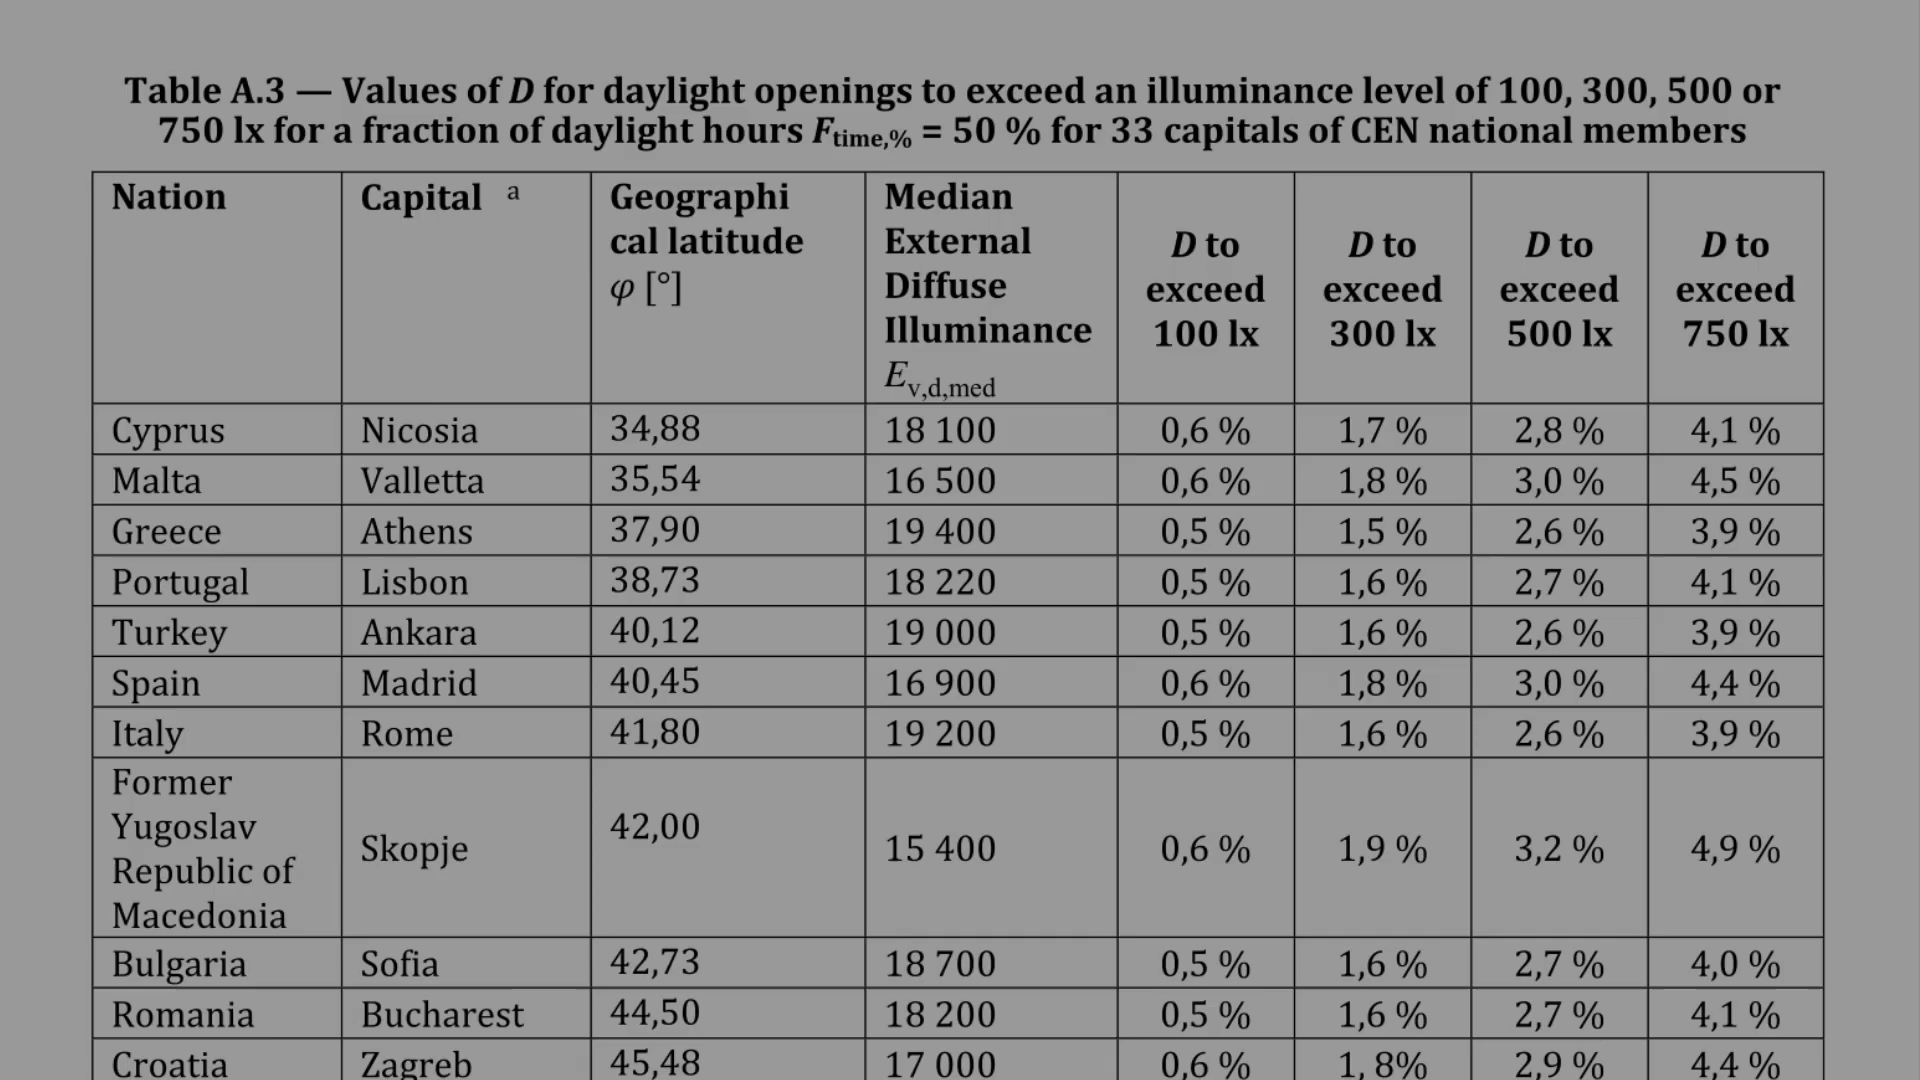 Table A.3 — Values of D for daylight openings to exceed an illuminance level of 100, 300, 500 or
750 lx for a fraction of daylight hours Ftime,% = 50 % for 33 capitals of CEN national members
Nation Capital a Geographi Median
cal latitude External D to D to D to D to
φ [°] Diffuse exceed exceed exceed exceed
Illuminance 100 lx 300 lx 500 lx 750 lx
Ev,d,med
Cyprus Nicosia 34,88 18 100 0,6 % 1,7 % 2,8 % 4,1 %
Malta Valletta 35,54 16 500 0,6 % 1,8 % 3,0 % 4,5 %
Greece Athens 37,90 19 400 0,5 % 1,5 % 2,6 % 3,9 %
Portugal Lisbon 38,73 18 220 0,5 % 1,6 % 2,7 % 4,1 %
Turkey Ankara 40,12 19 000 0,5 % 1,6 % 2,6 % 3,9 %
Spain Madrid 40,45 16 900 0,6 % 1,8 % 3,0 % 4,4 %
Italy Rome 41,80 19 200 0,5 % 1,6 % 2,6 % 3,9 %
Former
Yugoslav
Republic of
Macedonia Skopje 42,00 15 400 0,6 % 1,9 % 3,2 % 4,9 %
Bulgaria Sofia 42,73 18 700 0,5 % 1,6 % 2,7 % 4,0 %
Romania Bucharest 44,50 18 200 0,5 % 1,6 % 2,7 % 4,1 %
Croatia Zagreb 45,48 17 000 0,6 % 1, 8% 2,9 % 4,4 %